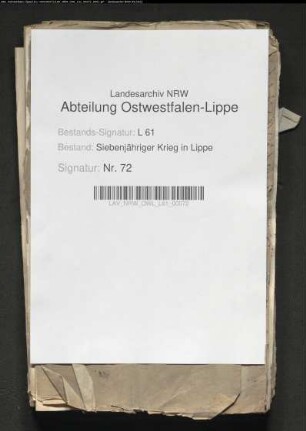 Landesarchiv NRW
Abteilung Ostwestfalen-Lippe
Bestands-Signatur: L 61
Bestand: Siebenjähriger Krieg in Lippe
Signatur: Nr. 72